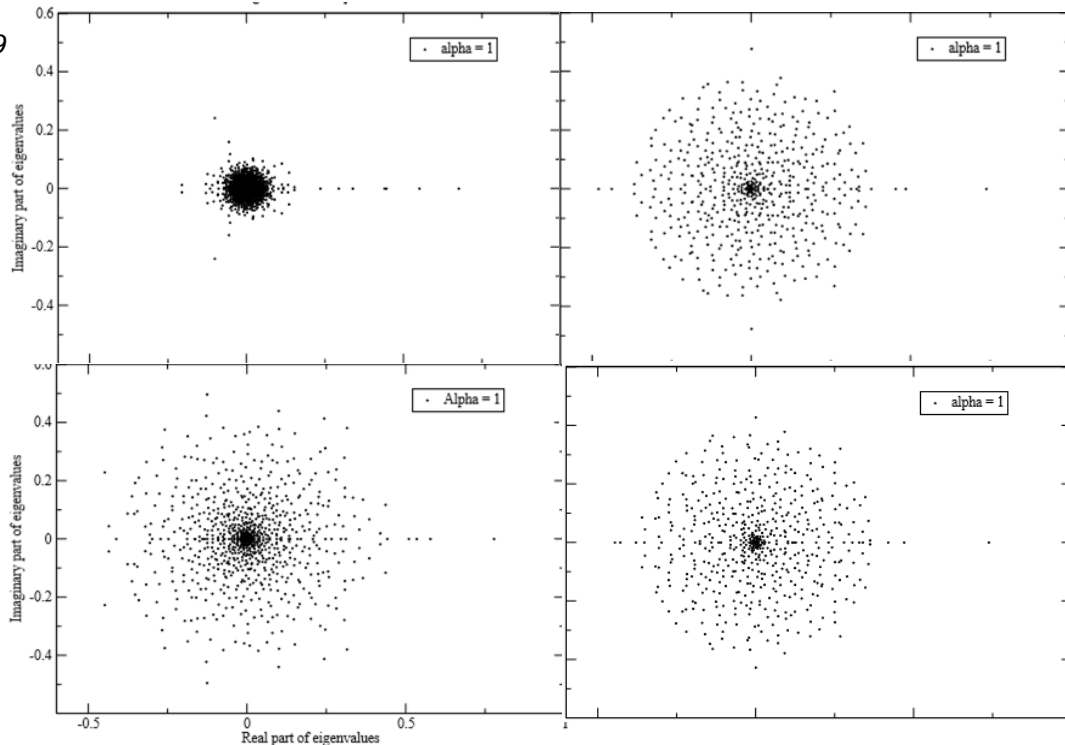 0.6
9
alpha = 1
alpha = 1
0.4
0.2
0
-0.2
-0.4
Imaginary part of eigenvalues
Alpha = 1
alpha = 1
0.4
0.2
0
-0.2
-0.4
Imaginary part of eigenvalues
-0.5
0
0.5
Real part of eigenvalues